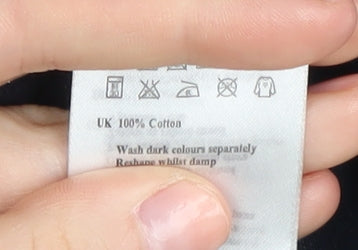 UK 100% Cotton
Wash dark colours separately
Reshape whilst damp